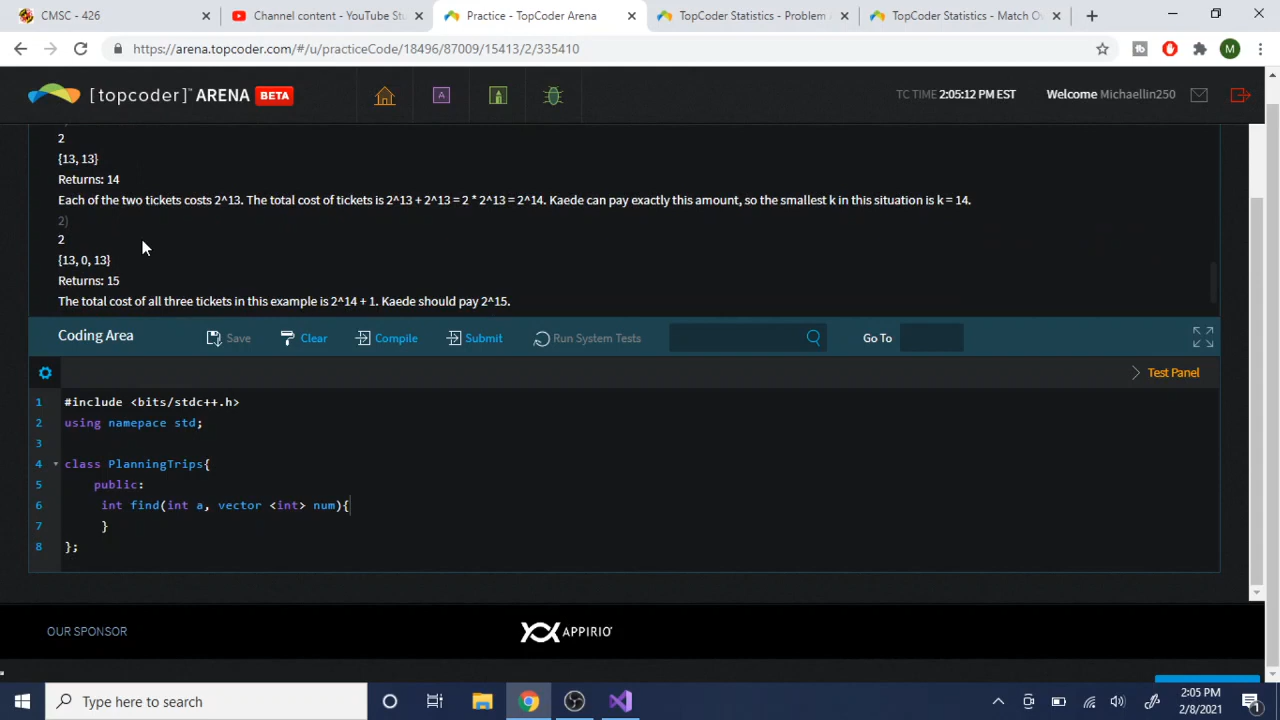 CMSC - 426
Channel content - YouTube Stu
Practice - TopCoder Arena
TopCoder Statistics - Problem
TopCoder Statistics - Match Ov
https://arena.topcoder.com/#/u/practiceCode/18496/87009/15413/2/335410
M
[topcoder]™ ARENA BETA
TC TIME 2:05:12 PM EST
Welcome Michaellin250
2
{13, 13}
Returns: 14
Each of the two tickets costs 2^13. The total cost of tickets is 2^13 + 2^13 = 2 * 2^13 = 2^14. Kaede can pay exactly this amount, so the smallest k in this situation is k = 14.
2)
2
{13, 0, 13}
Returns: 15
The total cost of all three tickets in this example is 2^14 + 1. Kaede should pay 2^15.
Coding Area
Save
Clear
Compile
Submit
Run System Tests
Go To
Test Panel
1 #include <bits/stdc++.h>
2 using namepace std;
3
4 class PlanningTrips{
5 public:
6 int find(int a, vector <int> num){
7 }
8 };
OUR SPONSOR
APPIRIO
Type here to search
2:05 PM
2/8/2021
1